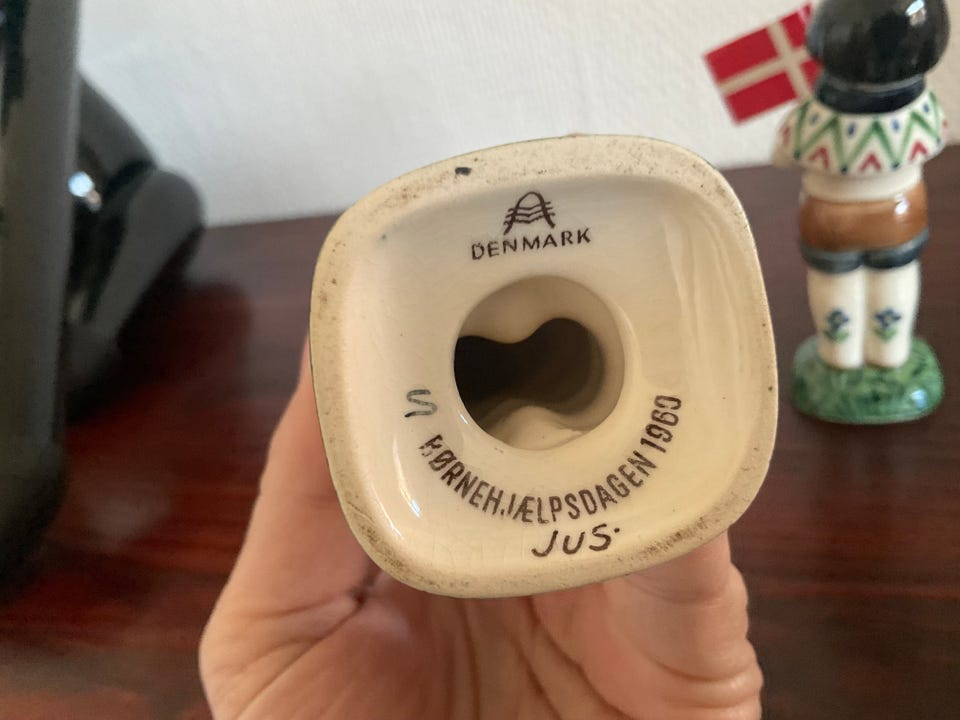 DENMARK
S
BØRNEHJÆLPSDAGEN 1960
JUS.